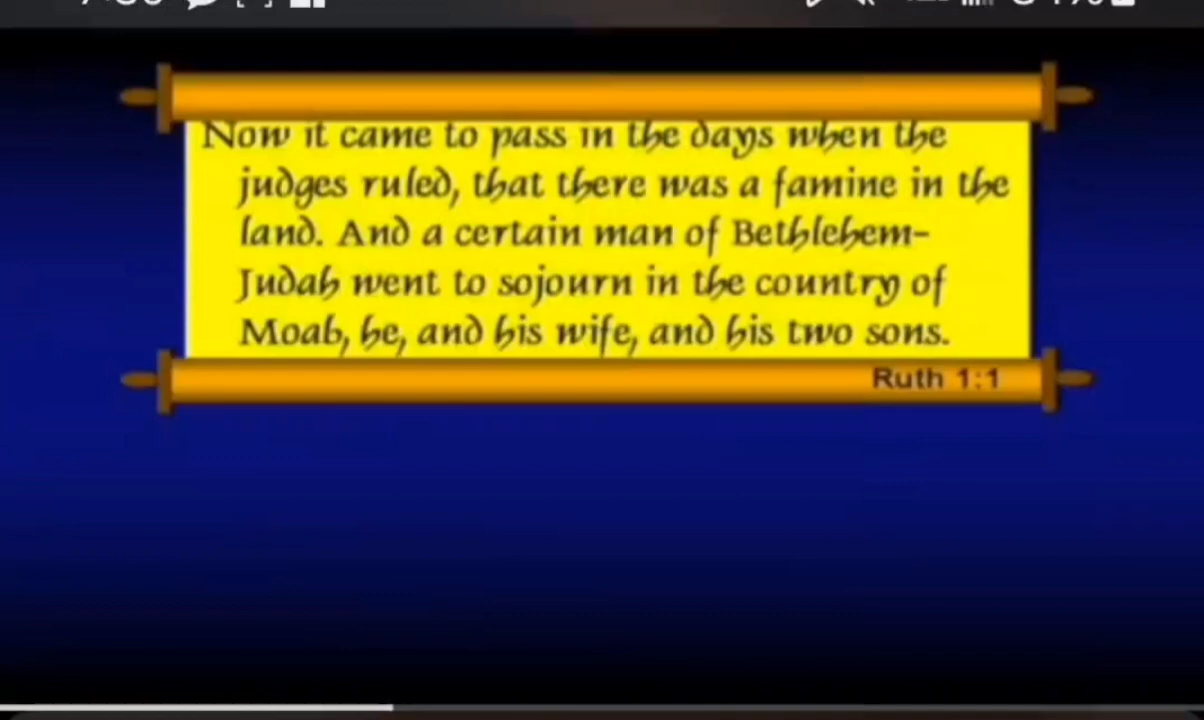 Now it came to pass in the days when the
judges ruled, that there was a famine in the
land. And a certain man of Bethlehem-
Judah went to sojourn in the country of
Moab, he, and his wife, and his two sons.
Ruth 1:1